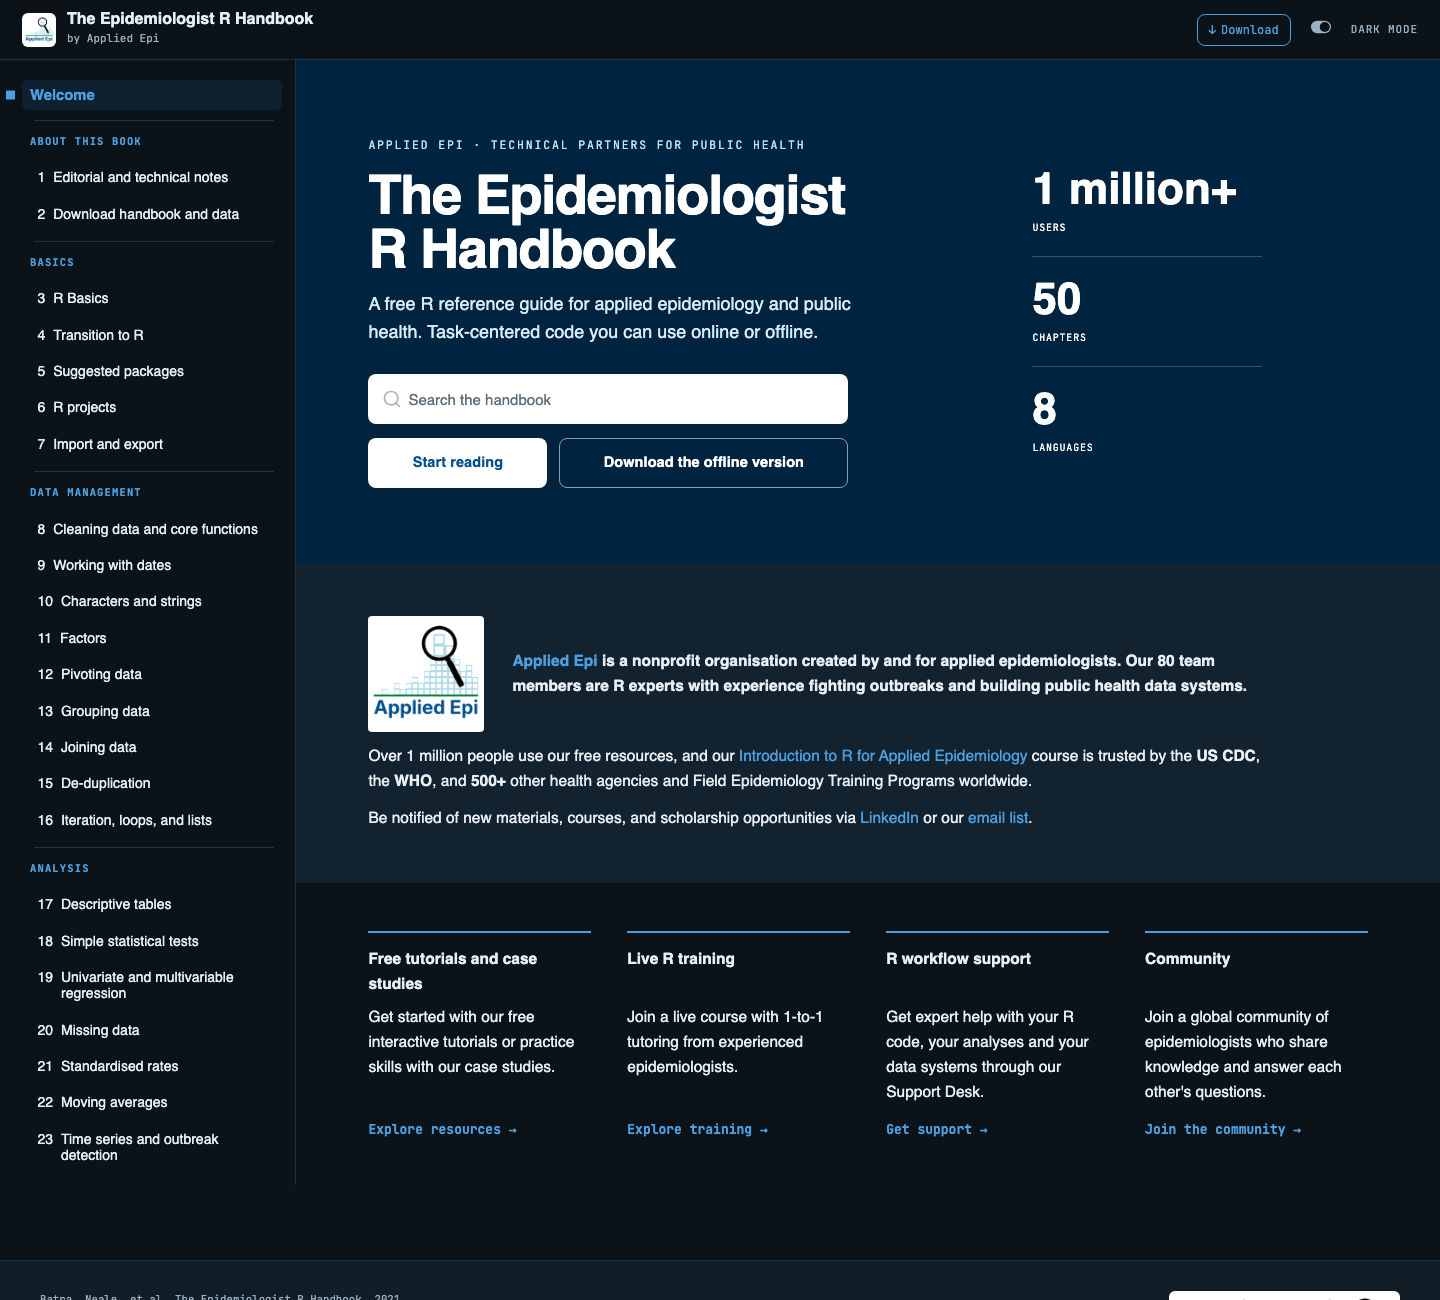 The Epidemiologist R Handbook
by Applied Epi
↓ Download
DARK MODE
Welcome
ABOUT THIS BOOK
1 Editorial and technical notes
2 Download handbook and data
BASICS
3 R Basics
4 Transition to R
5 Suggested packages
6 R projects
7 Import and export
DATA MANAGEMENT
8 Cleaning data and core functions
9 Working with dates
10 Characters and strings
11 Factors
12 Pivoting data
13 Grouping data
14 Joining data
15 De-duplication
16 Iteration, loops, and lists
ANALYSIS
17 Descriptive tables
18 Simple statistical tests
19 Univariate and multivariable
regression
20 Missing data
21 Standardised rates
22 Moving averages
23 Time series and outbreak
detection
APPLIED EPI · TECHNICAL PARTNERS FOR PUBLIC HEALTH
The Epidemiologist
R Handbook
A free R reference guide for applied epidemiology and public
health. Task-centered code you can use online or offline.
Search the handbook
Start reading
Download the offline version
1 million+
USERS
50
CHAPTERS
8
LANGUAGES
Applied Epi
Applied Epi is a nonprofit organisation created by and for applied epidemiologists. Our 80 team
members are R experts with experience fighting outbreaks and building public health data systems.
Over 1 million people use our free resources, and our Introduction to R for Applied Epidemiology course is trusted by the US CDC,
the WHO, and 500+ other health agencies and Field Epidemiology Training Programs worldwide.
Be notified of new materials, courses, and scholarship opportunities via LinkedIn or our email list.
Free tutorials and case
studies
Get started with our free
interactive tutorials or practice
skills with our case studies.
Explore resources →
Live R training
Join a live course with 1-to-1
tutoring from experienced
epidemiologists.
Explore training →
R workflow support
Get expert help with your R
code, your analyses and your
data systems through our
Support Desk.
Get support →
Community
Join a global community of
epidemiologists who share
knowledge and answer each
other's questions.
Join the community →
Batra, Neale, et al. The Epidemiologist R Handbook. 2021